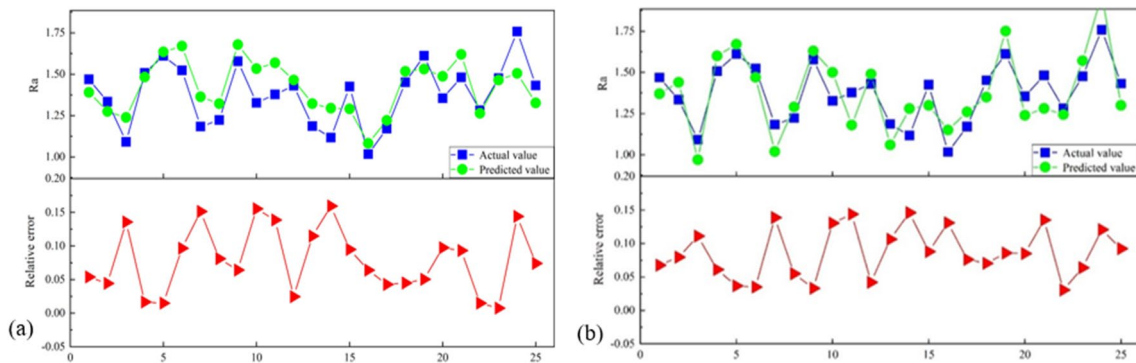 1.75
1.50
Ra
1.25
1.00
Actual value
Predicted value
0.20
0.15
Relative error
0.10
0.05
0.00
-0.05
(a)
0 5 10 15 20 25
1.75
1.50
Ra
1.25
1.00
Actual value
Predicted value
0.20
0.15
Relative error
0.10
0.05
0.00
-0.05
(b)
0 5 10 15 20 25